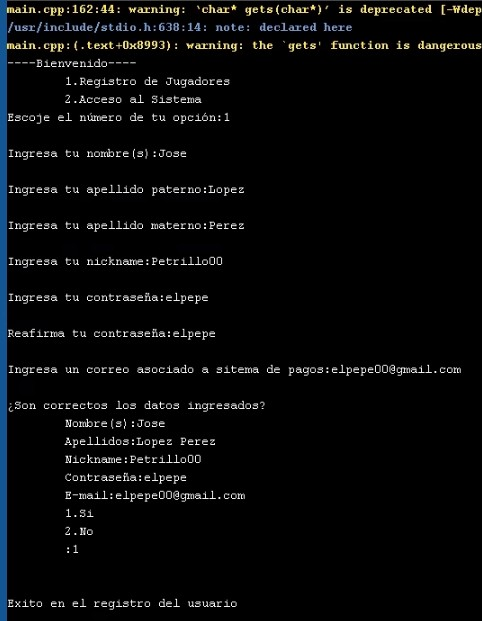 main.cpp:162:44: warning: ‘char* gets(char*)’ is deprecated [-Wdep
/usr/include/stdio.h:638:14: note: declared here
main.cpp:(.text+0x8993): warning: the `gets' function is dangerous
----Bienvenido----
1.Registro de Jugadores
2.Acceso al Sistema
Escoje el número de tu opción:1
Ingresa tu nombre(s):Jose
Ingresa tu apellido paterno:Lopez
Ingresa tu apellido materno:Perez
Ingresa tu nickname:Petrillo00
Ingresa tu contraseña:elpepe
Reafirma tu contraseña:elpepe
Ingresa un correo asociado a sitema de pagos:elpepe00@gmail.com
¿Son correctos los datos ingresados?
Nombre(s):Jose
Apellidos:Lopez Perez
Nickname:Petrillo00
Contraseña:elpepe
E-mail:elpepe00@gmail.com
1.Si
2.No
:1
Exito en el registro del usuario